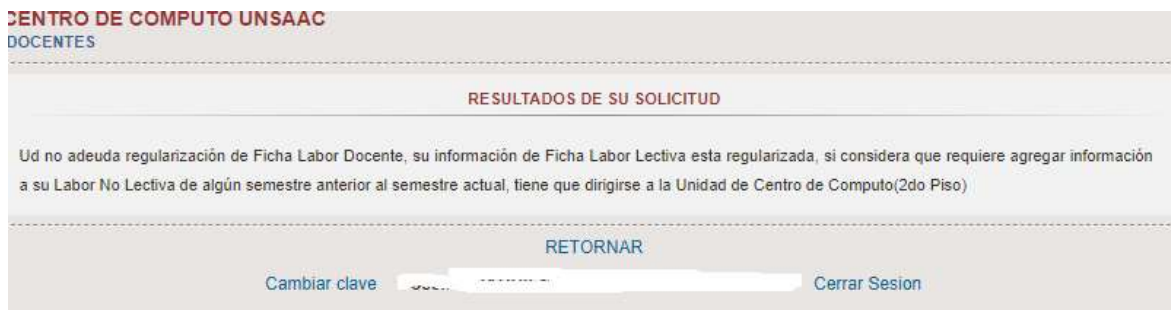 CENTRO DE COMPUTO UNSAAC
DOCENTES
RESULTADOS DE SU SOLICITUD
Ud no adeuda regularización de Ficha Labor Docente, su información de Ficha Labor Lectiva esta regularizada, si considera que requiere agregar información
a su Labor No Lectiva de algún semestre anterior al semestre actual, tiene que dirigirse a la Unidad de Centro de Computo(2do Piso)
RETORNAR
Cambiar clave Cerrar Sesion